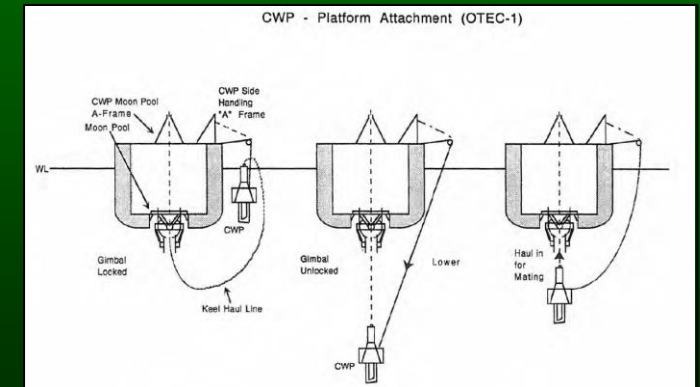 CWP - Platform Attachment (OTEC-1)
CWP Moon Pool
A-Frame
Moon Pool
CWP Side
Handing
"A" Frame
WL
CWP
Gimbal
Locked
Keel Haul Line
Gimbal
Unlocked
Lower
CWP
Haul in
for
Mating